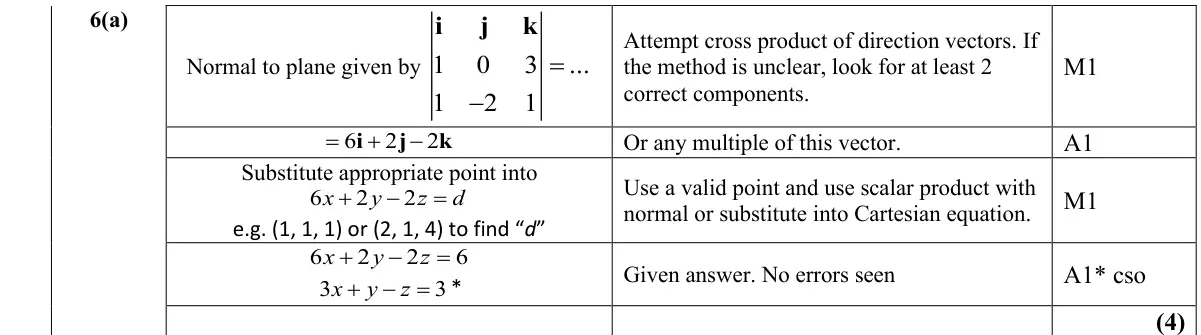 6(a)
Normal to plane given by | i j k |
| 1 0 3 | = ...
| 1 −2 1 |
Attempt cross product of direction vectors. If
the method is unclear, look for at least 2
correct components.
M1
= 6i + 2j − 2k
Or any multiple of this vector.
A1
Substitute appropriate point into
6x + 2y − 2z = d
e.g. (1, 1, 1) or (2, 1, 4) to find “d”
Use a valid point and use scalar product with
normal or substitute into Cartesian equation.
M1
6x + 2y − 2z = 6
3x + y − z = 3 *
Given answer. No errors seen
A1* cso
(4)